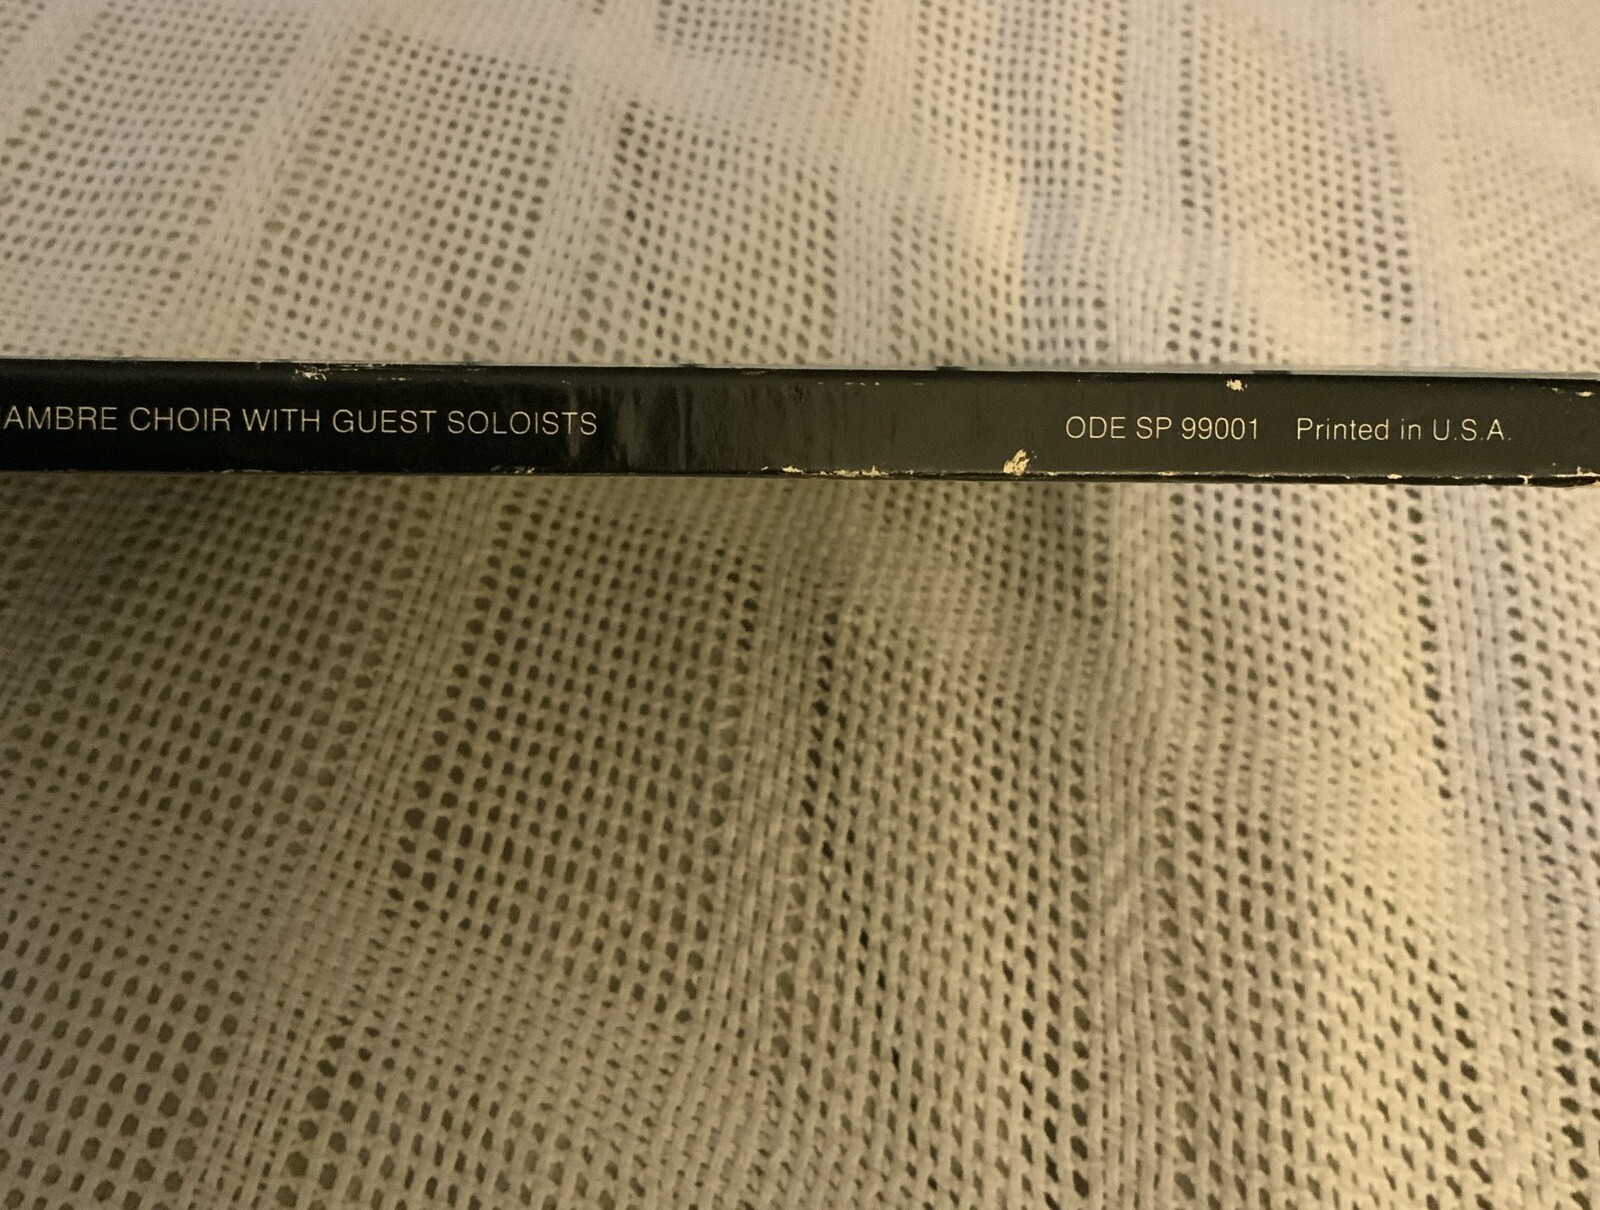 AMBRE CHOIR WITH GUEST SOLOISTS ODE SP 99001 Printed in U.S.A.